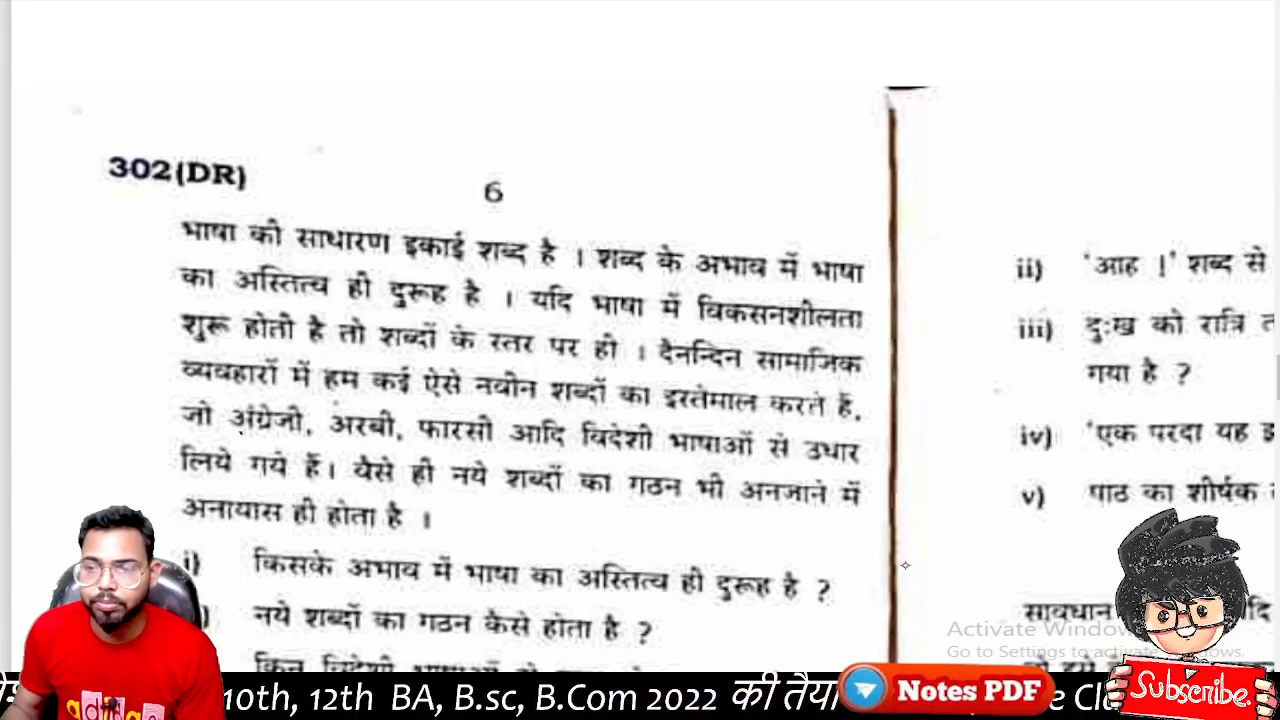 302(DR)
6
भाषा की साधारण इकाई शब्द है । शब्द के अभाव में भाषा
का अस्तित्व ही दुरूह है । यदि भाषा में विकसनशीलता
शुरू होती है तो शब्दों के स्तर पर ही । दैनन्दिन सामाजिक
व्यवहारों में हम कई ऐसे नवीन शब्दों का इस्तेमाल करते हैं,
जो अंग्रेजी, अरबी, फारसी आदि विदेशी भाषाओं से उधार
लिये गये हैं। वैसे ही नये शब्दों का गठन भी अनजाने में
अनायास ही होता है ।
i) किसके अभाव में भाषा का अस्तित्व ही दुरूह है ?
नये शब्दों का गठन कैसे होता है ?
ii) 'आह !' शब्द से
iii) दुःख को रात्रि
गया है ?
iv) 'एक परदा यह
v) पाठ का शीर्षक
सावधान
Activate Windows
Go to Settings to activate Windows.
10th, 12th BA, B.sc, B.Com 2022 की तैया
Notes PDF
Subscribe.